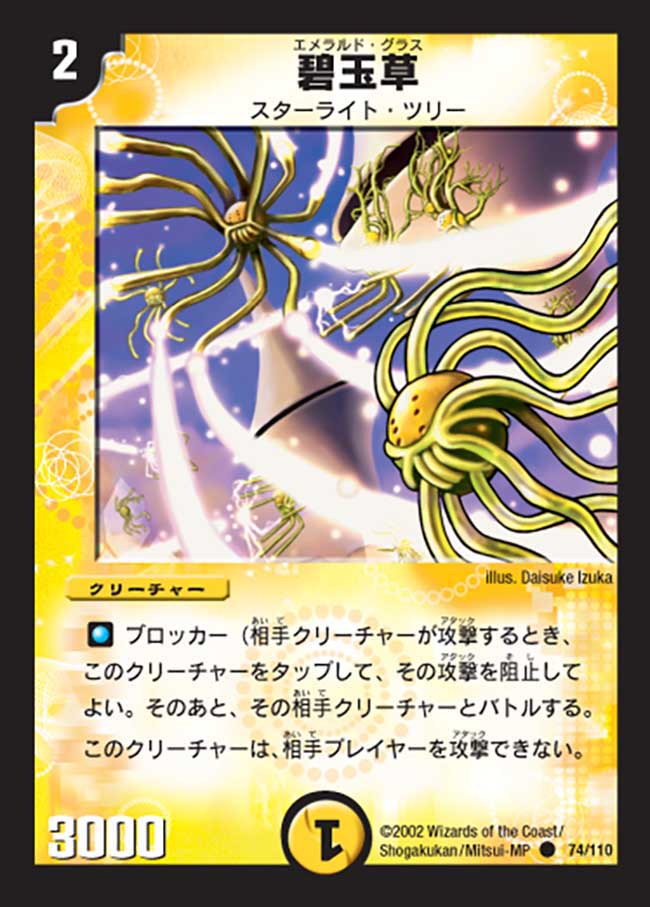 2
エメラルド・グラス
碧玉草
スターライト・ツリー
illus. Daisuke Izuka
クリーチャー
ブロッカー（相手クリーチャーが攻撃するとき、
このクリーチャーをタップして、その攻撃を阻止して
よい。そのあと、その相手クリーチャーとバトルする。
このクリーチャーは、相手プレイヤーを攻撃できない。
3000
1
©2002 Wizards of the Coast/
Shogakukan/Mitsui-MP
74/110